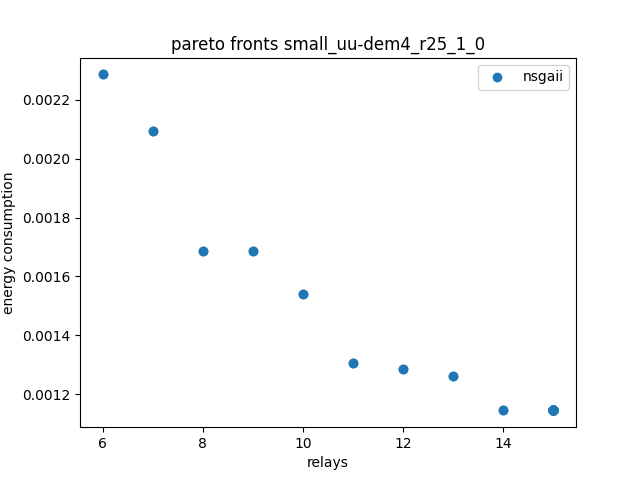 pareto fronts small_uu-dem4_r25_1_0
nsgaii
energy consumption
0.0022
0.0020
0.0018
0.0016
0.0014
0.0012
6 8 10 12 14
relays